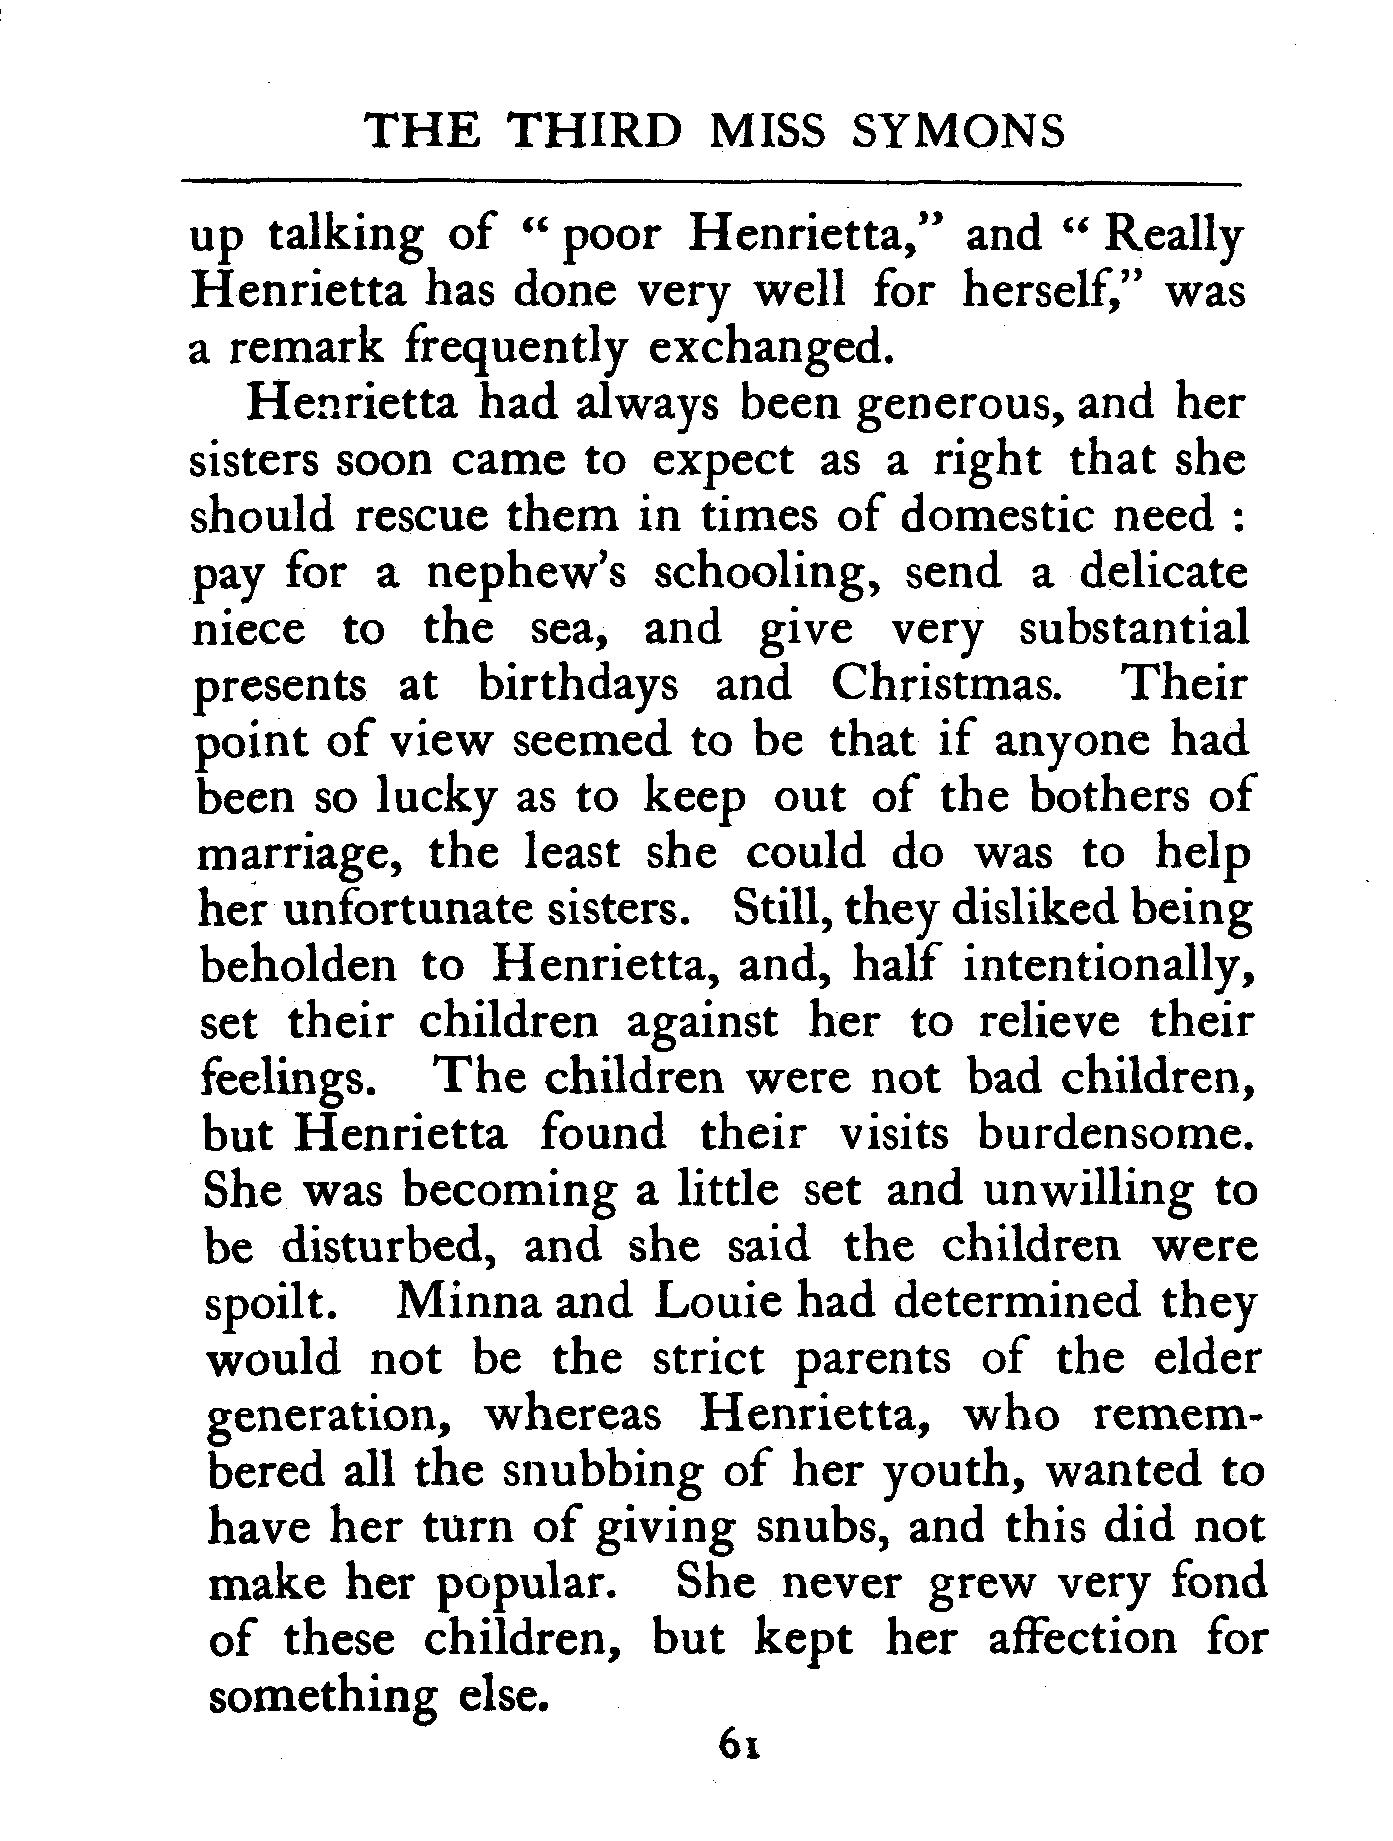 THE THIRD MISS SYMONS
up talking of “ poor Henrietta,” and “ Really
Henrietta has done very well for herself,” was
a remark frequently exchanged.
Henrietta had always been generous, and her
sisters soon came to expect as a right that she
should rescue them in times of domestic need :
pay for a nephew’s schooling, send a delicate
niece to the sea, and give very substantial
presents at birthdays and Christmas. Their
point of view seemed to be that if anyone had
been so lucky as to keep out of the bothers of
marriage, the least she could do was to help
her unfortunate sisters. Still, they disliked being
beholden to Henrietta, and, half intentionally,
set their children against her to relieve their
feelings. The children were not bad children,
but Henrietta found their visits burdensome.
She was becoming a little set and unwilling to
be disturbed, and she said the children were
spoilt. Minna and Louie had determined they
would not be the strict parents of the elder
generation, whereas Henrietta, who remem-
bered all the snubbing of her youth, wanted to
have her turn of giving snubs, and this did not
make her popular. She never grew very fond
of these children, but kept her affection for
something else.
61